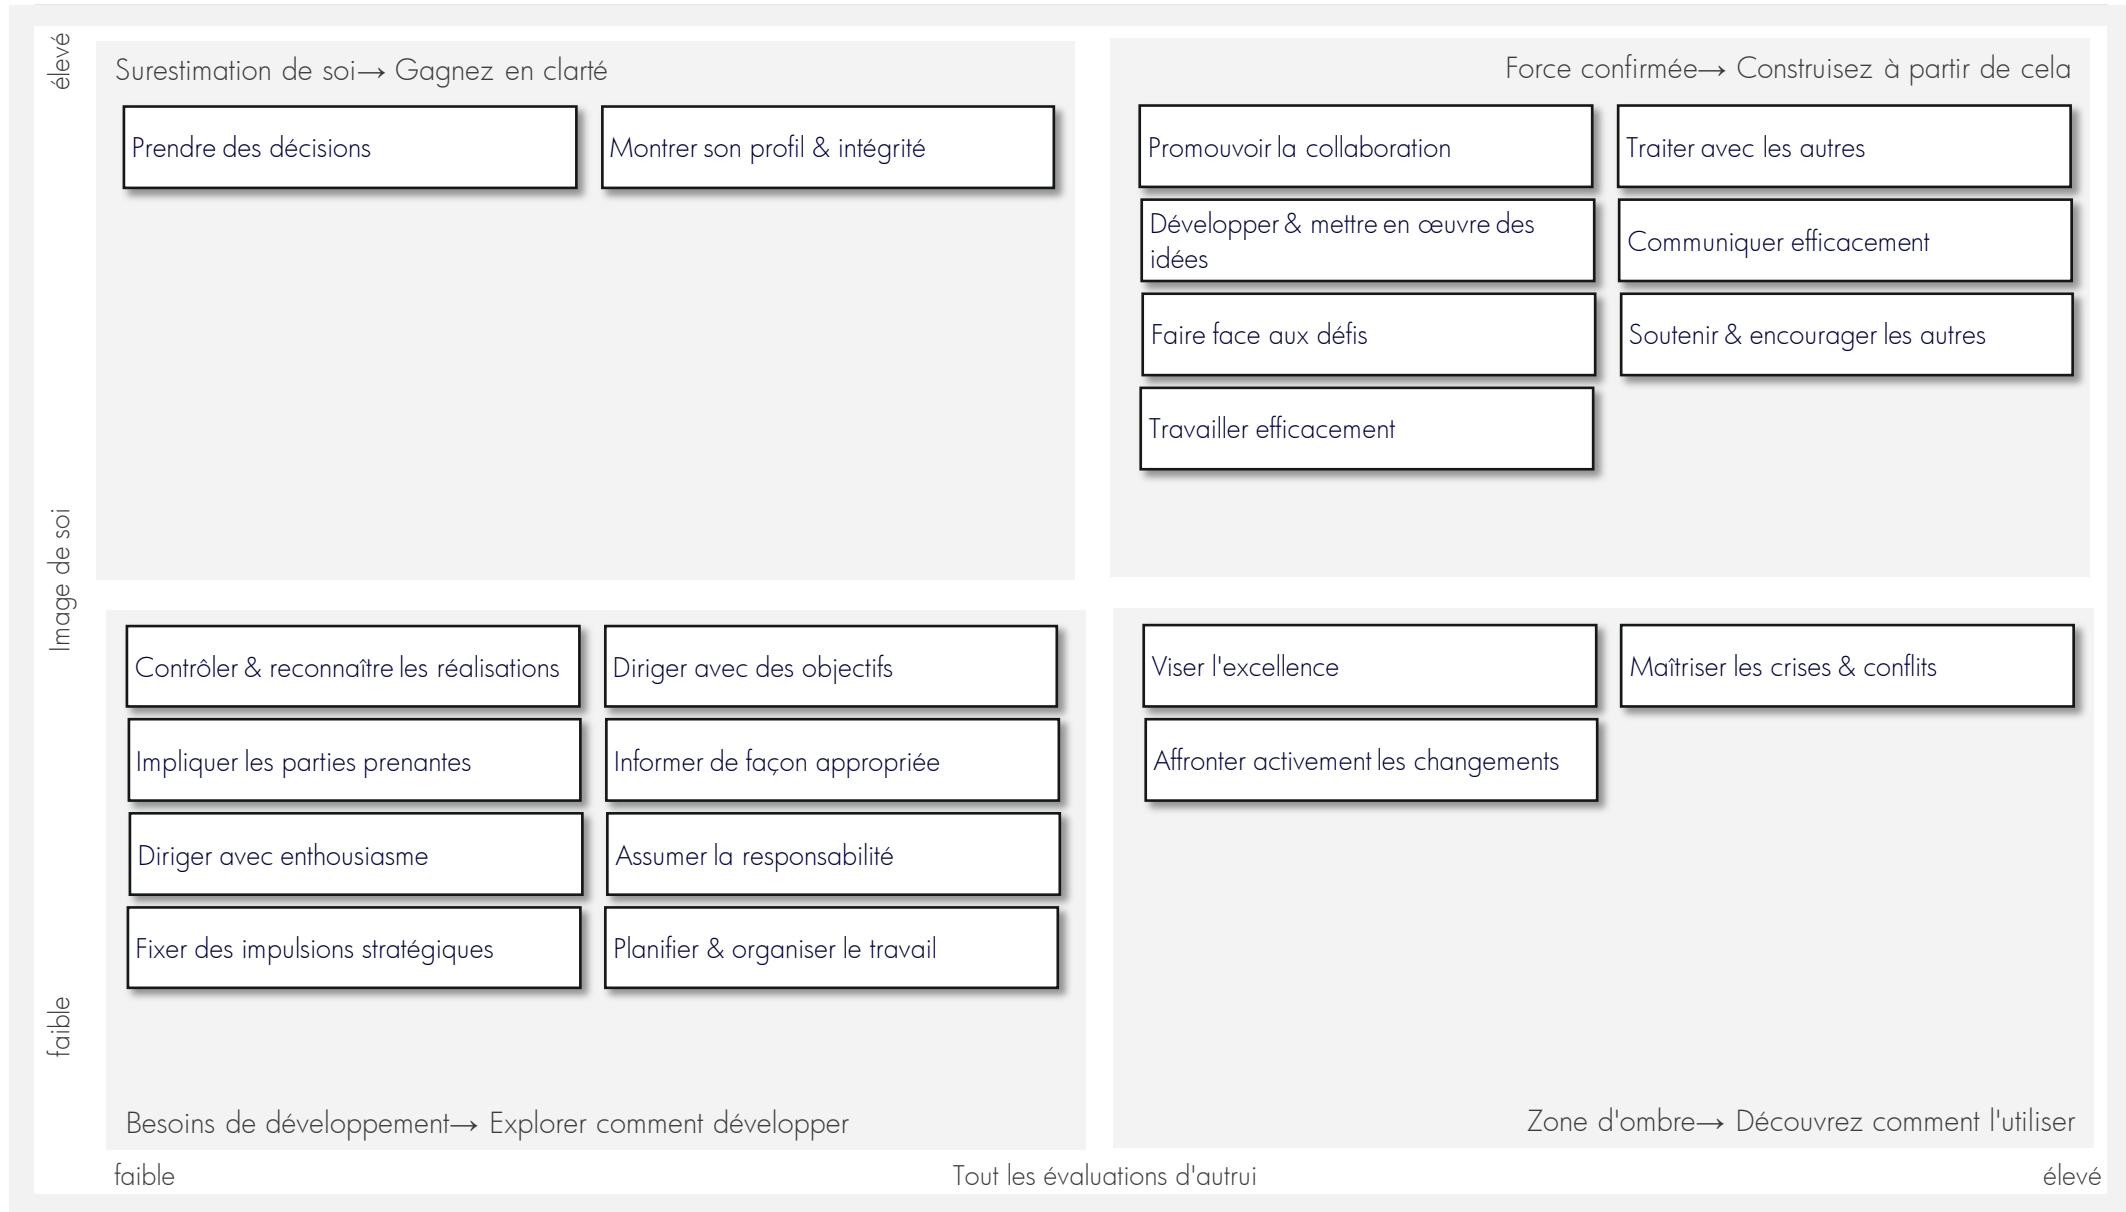 élevé
Surestimation de soi→ Gagnez en clarté
Prendre des décisions
Montrer son profil & intégrité
Force confirmée→ Construisez à partir de cela
Promouvoir la collaboration
Traiter avec les autres
Développer & mettre en œuvre des
idées
Communiquer efficacement
Faire face aux défis
Soutenir & encourager les autres
Travailler efficacement
Image de soi
Contrôler & reconnaître les réalisations
Diriger avec des objectifs
Impliquer les parties prenantes
Informer de façon appropriée
Diriger avec enthousiasme
Assumer la responsabilité
Fixer des impulsions stratégiques
Planifier & organiser le travail
Besoins de développement→ Explorer comment développer
Viser l'excellence
Maîtriser les crises & conflits
Affronter activement les changements
Zone d'ombre→ Découvrez comment l'utiliser
faible
faible
Tout les évaluations d'autrui
élevé